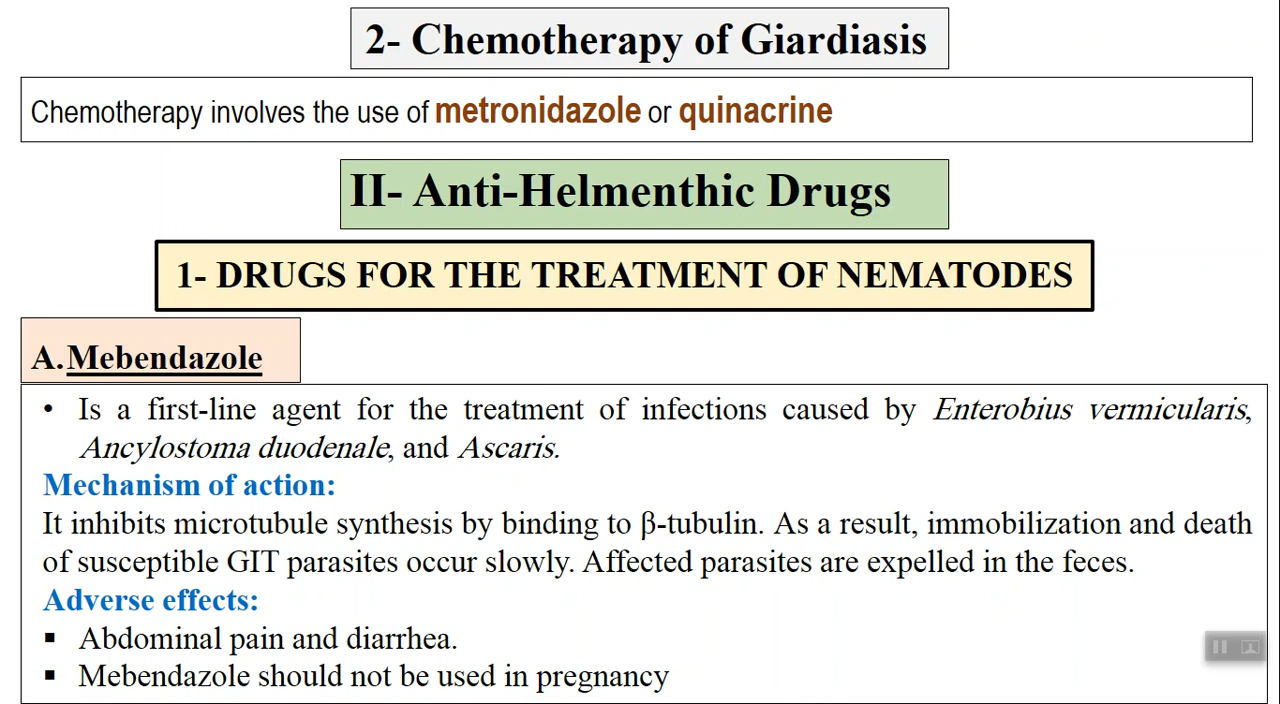 2- Chemotherapy of Giardiasis
Chemotherapy involves the use of metronidazole or quinacrine
II- Anti-Helmenthic Drugs
1- DRUGS FOR THE TREATMENT OF NEMATODES
A. Mebendazole
• Is a first-line agent for the treatment of infections caused by Enterobius vermicularis,
Ancylostoma duodenale, and Ascaris.
Mechanism of action:
It inhibits microtubule synthesis by binding to β-tubulin. As a result, immobilization and death
of susceptible GIT parasites occur slowly. Affected parasites are expelled in the feces.
Adverse effects:
▪ Abdominal pain and diarrhea.
▪ Mebendazole should not be used in pregnancy